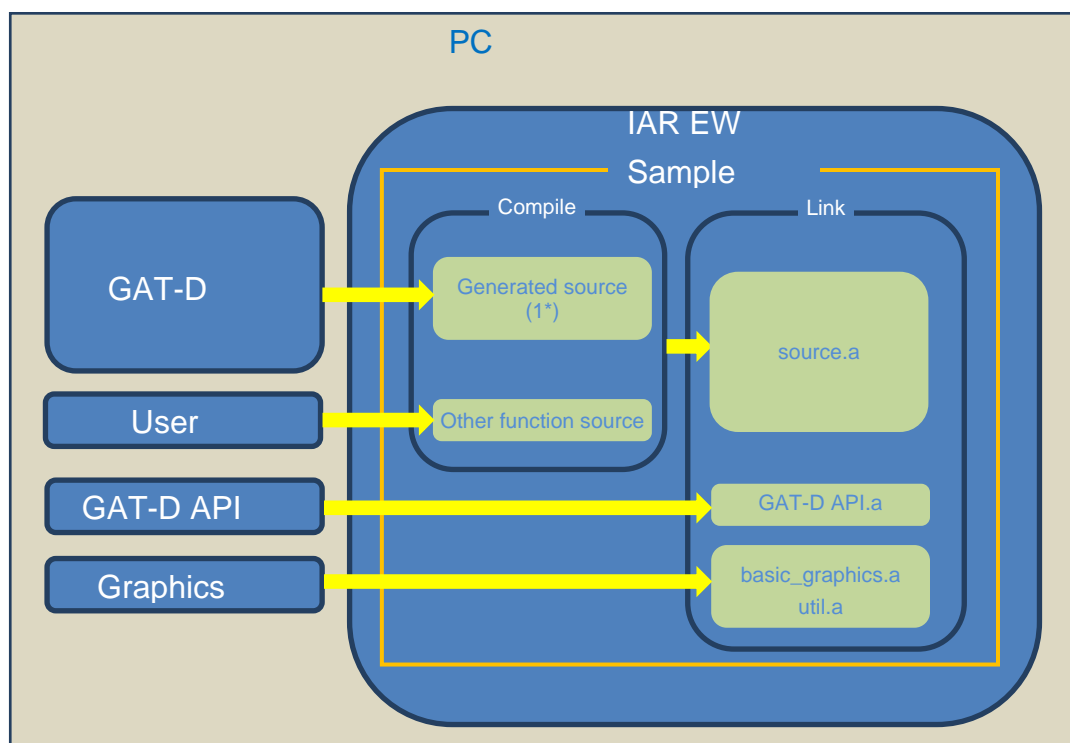 PC
IAR EW
Sample
Compile
Link
GAT-D
Generated source
(1*)
source.a
User
Other function source
GAT-D API
GAT-D API.a
Graphics
basic_graphics.a
util.a